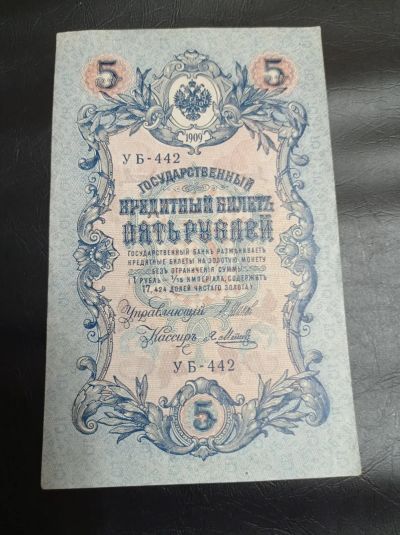 5 5
1909
УБ-442
ГОСУДАРСТВЕННЫЙ
КРЕДИТНЫЙ БИЛЕТЪ
ПЯТЬ РУБЛЕЙ
ГОСУДАРСТВЕННЫЙ БАНКЪ РАЗМѢНИВАЕТЪ
КРЕДИТНЫЕ БИЛЕТЫ НА ЗОЛОТУЮ МОНЕТУ
БЕЗЪ ОГРАНИЧЕНІЯ СУММЫ
(1 РУБЛЬ = 1/15 ИМПЕРІАЛА, СОДЕРЖИТЪ
17,424 ДОЛЕЙ ЧИСТАГО ЗОЛОТА)
Управляющій
Кассиръ
УБ-442
5